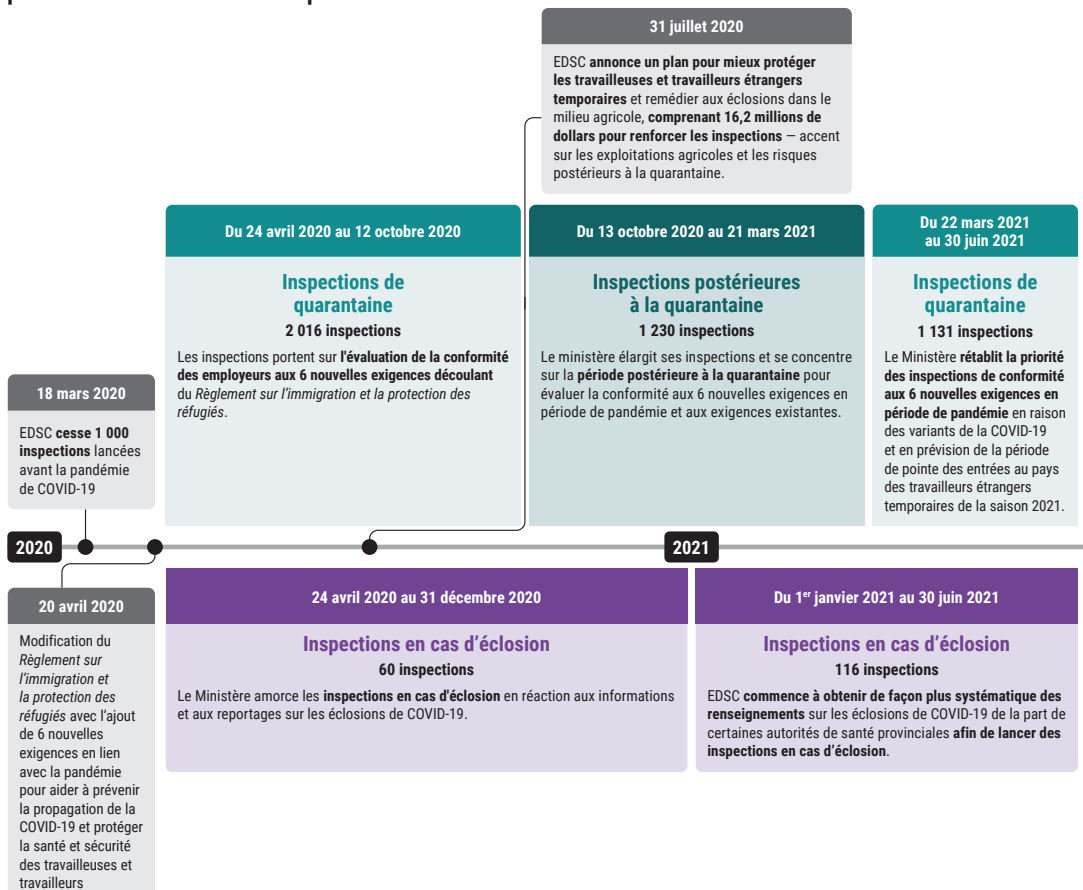 31 juillet 2020
EDSC annonce un plan pour mieux protéger
les travailleuses et travailleurs étrangers
temporaires et remédier aux éclosions dans le
milieu agricole, comprenant 16,2 millions de
dollars pour renforcer les inspections — accent
sur les exploitations agricoles et les risques
postérieurs à la quarantaine.
Du 24 avril 2020 au 12 octobre 2020
Inspections de
quarantaine
2 016 inspections
Les inspections portent sur l'évaluation de la conformité
des employeurs aux 6 nouvelles exigences découlant
du Règlement sur l'immigration et la protection des
réfugiés.
Du 13 octobre 2020 au 21 mars 2021
Inspections postérieures
à la quarantaine
1 230 inspections
Le ministère élargit ses inspections et se concentre
sur la période postérieure à la quarantaine pour
évaluer la conformité aux 6 nouvelles exigences en
période de pandémie et aux exigences existantes.
Du 22 mars 2021
au 30 juin 2021
Inspections de
quarantaine
1 131 inspections
Le Ministère rétablit la priorité
des inspections de conformité
aux 6 nouvelles exigences en
période de pandémie en raison
des variants de la COVID-19
et en prévision de la période
de pointe des entrées au pays
des travailleurs étrangers
temporaires de la saison 2021.
18 mars 2020
EDSC cesse 1 000
inspections lancées
avant la pandémie
de COVID-19
2020
2021
20 avril 2020
Modification du
Règlement sur
l'immigration et
la protection des
réfugiés avec l'ajout
de 6 nouvelles
exigences en lien
avec la pandémie
pour aider à prévenir
la propagation de la
COVID-19 et protéger
la santé et sécurité
des travailleuses et
travailleurs
24 avril 2020 au 31 décembre 2020
Inspections en cas d'éclosion
60 inspections
Le Ministère amorce les inspections en cas d'éclosion en réaction aux informations
et aux reportages sur les éclosions de COVID-19.
Du 1er janvier 2021 au 30 juin 2021
Inspections en cas d'éclosion
116 inspections
EDSC commence à obtenir de façon plus systématique des
renseignements sur les éclosions de COVID-19 de la part de
certaines autorités de santé provinciales afin de lancer des
inspections en cas d'éclosion.